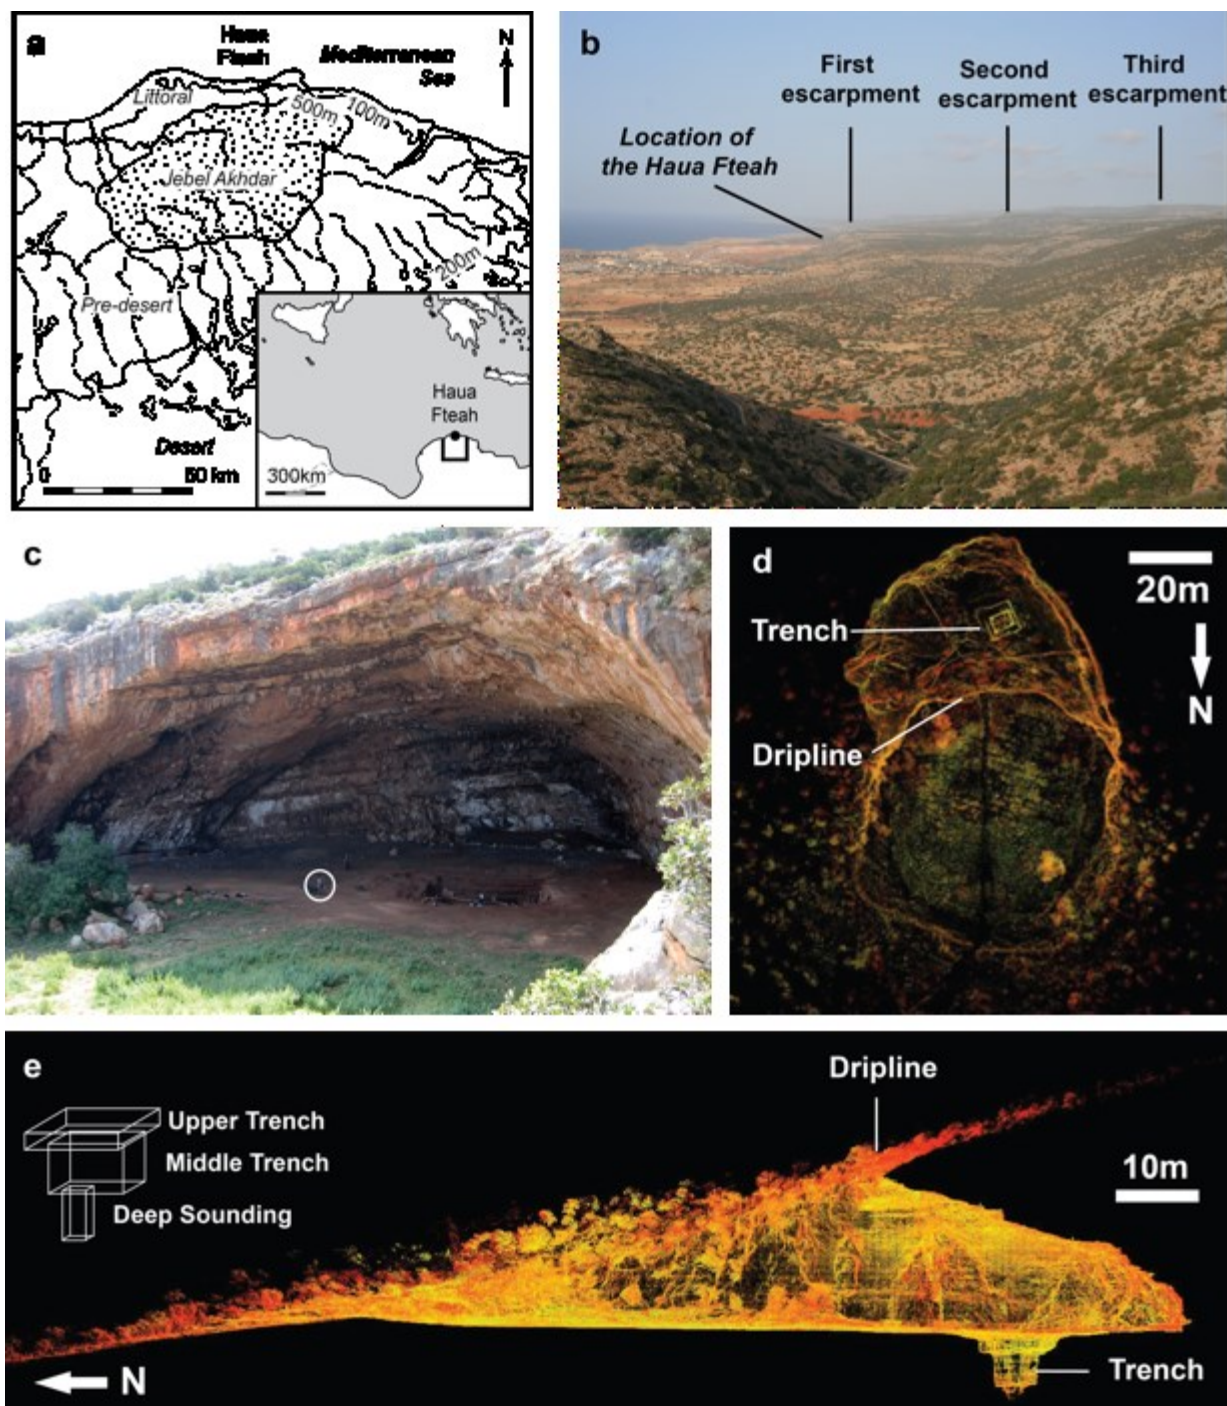 a
Haua
Fteah
Mediterranean
Sea
N
Littoral
500m
100m
Jebel Akhdar
200m
Pre-desert
Desert
0
50 km
Haua
Fteah
300km
b
First
escarpment
Second
escarpment
Third
escarpment
Location of
the Haua Fteah
c
d
20m
Trench
N
Dripline
e
Upper Trench
Middle Trench
Deep Sounding
Dripline
10m
N
Trench